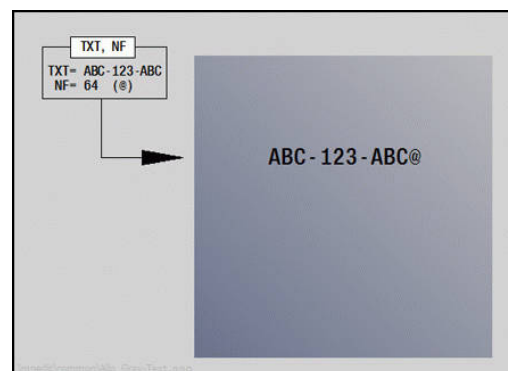 TXT, NF
TXT= ABC-123-ABC
NF= 64 (@)
ABC-123-ABC@